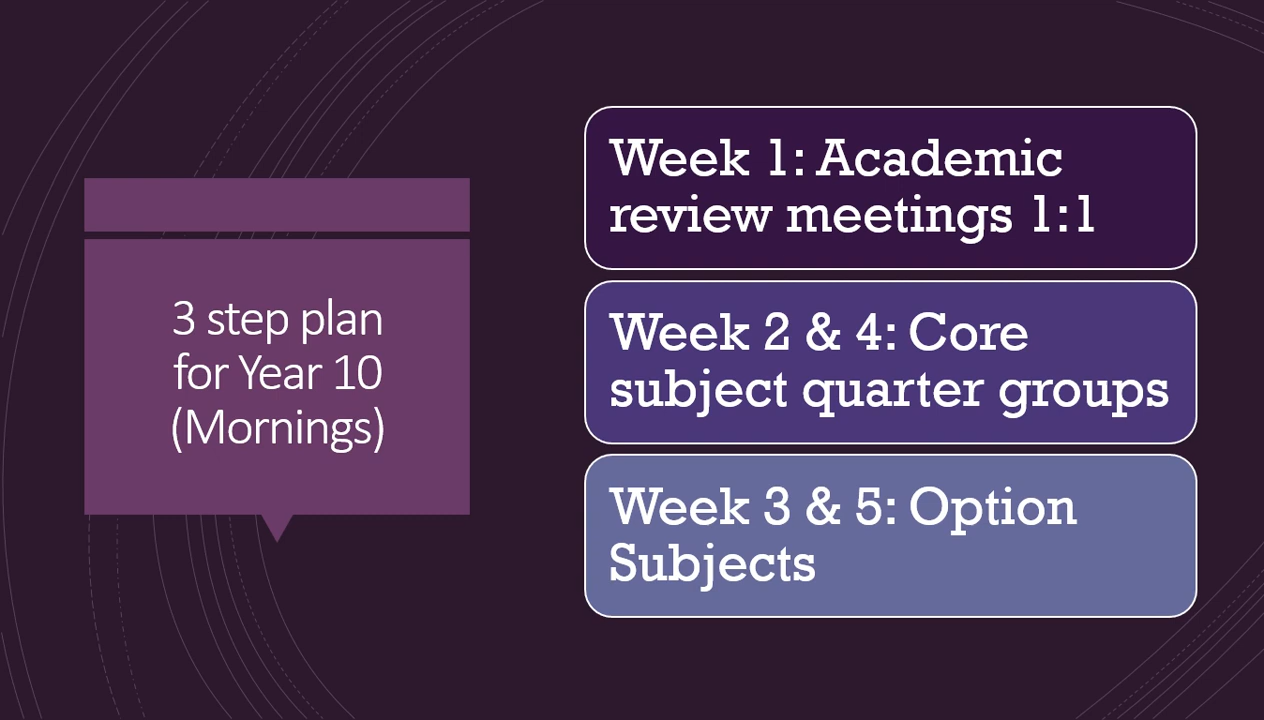 3 step plan
for Year 10
(Mornings)
Week 1: Academic
review meetings 1:1
Week 2 & 4: Core
subject quarter groups
Week 3 & 5: Option
Subjects